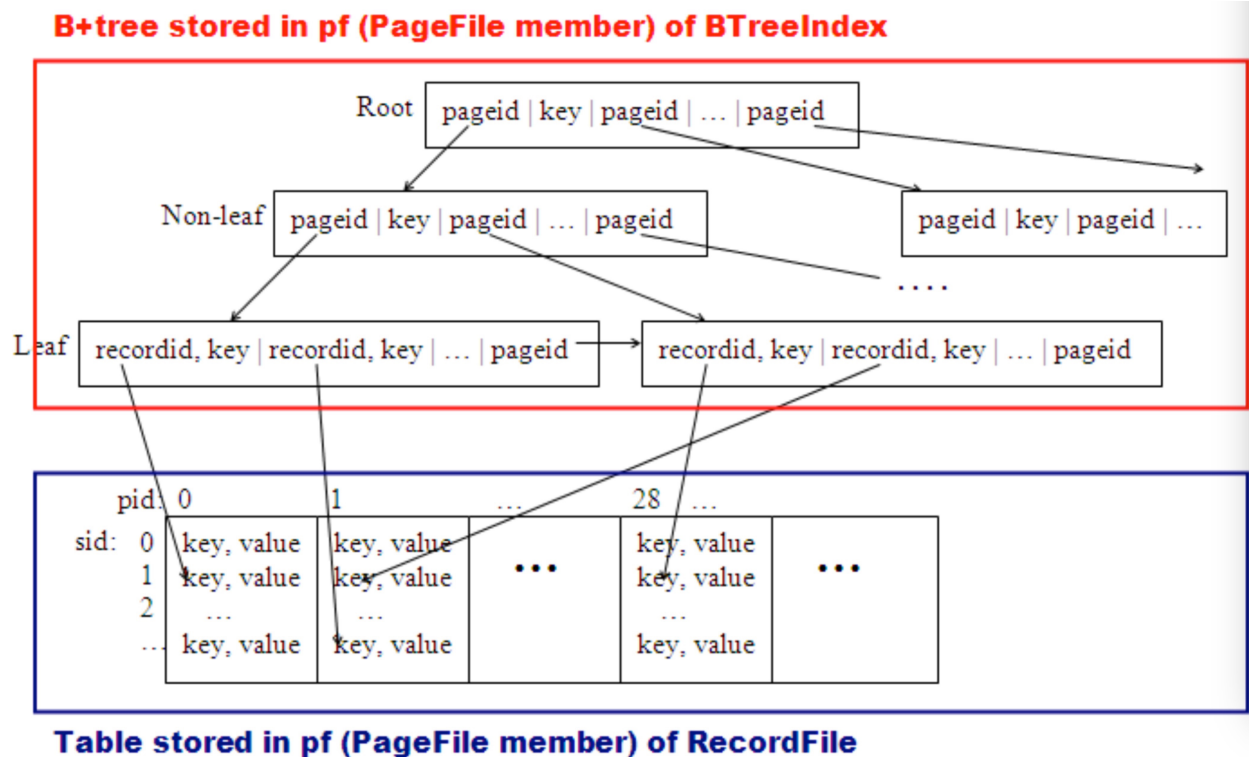 B+tree stored in pf (PageFile member) of BTreeIndex
Root pageid | key | pageid | … | pageid
Non-leaf pageid | key | pageid | … | pageid
pageid | key | pageid | …
....
Leaf recordid, key | recordid, key | … | pageid
recordid, key | recordid, key | … | pageid
pid: 0 1 … 28 …
sid: 0 key, value key, value key, value
1 key, value key, value ... key, value ...
2 … … …
… key, value key, value key, value
Table stored in pf (PageFile member) of RecordFile